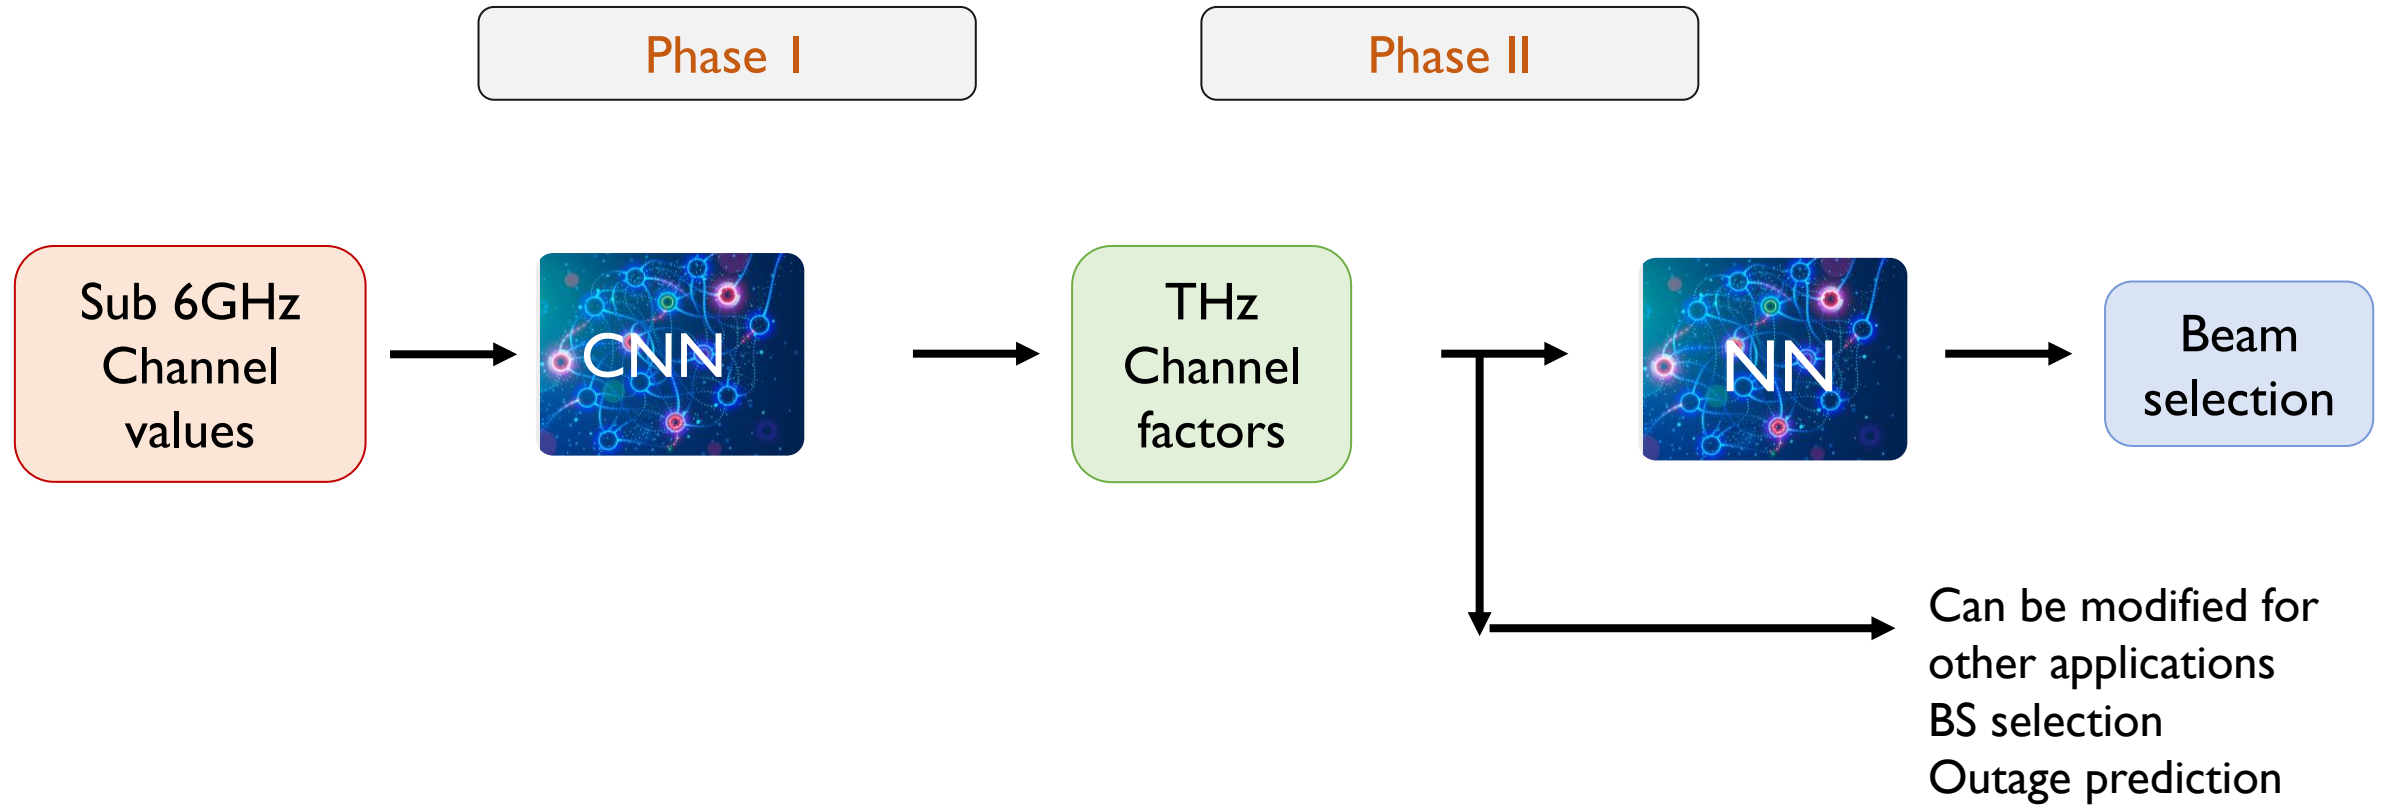 Phase I
Phase II
Sub 6GHz
Channel
values
CNN
THz
Channel
factors
NN
Beam
selection
Can be modified for
other applications
BS selection
Outage prediction